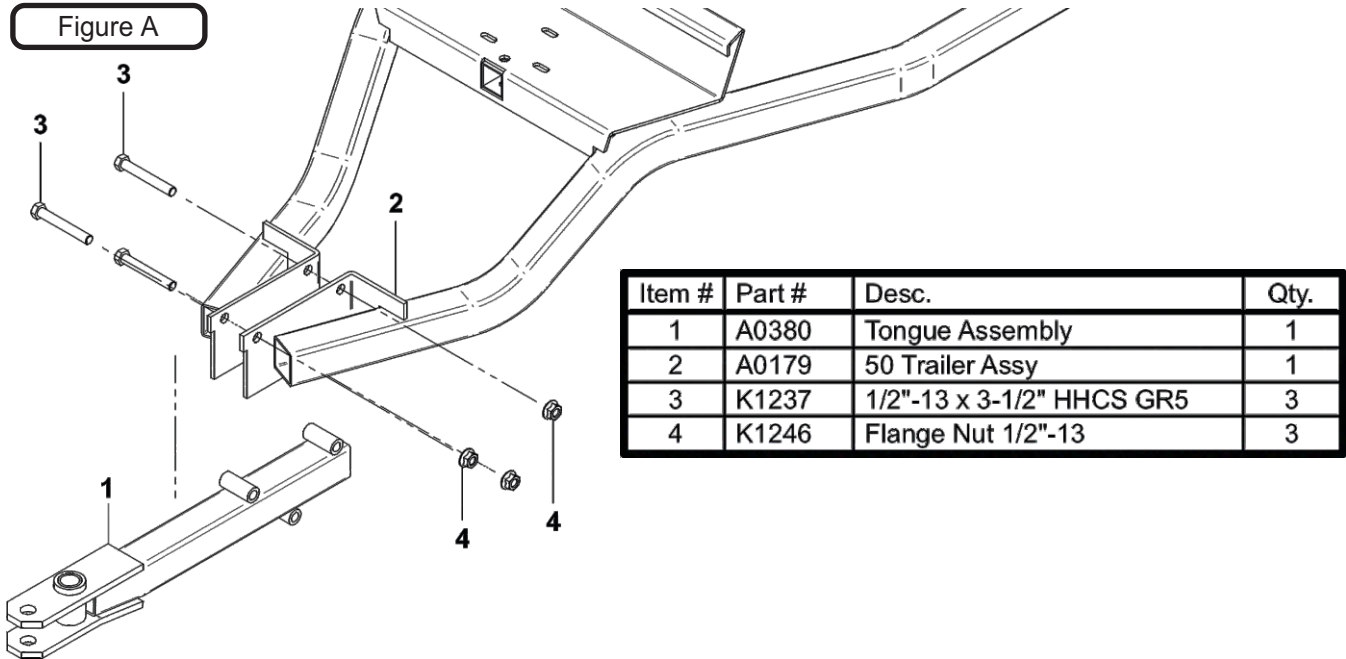 Figure A
3
3
2
1
4
4
Item # Part # Desc. Qty.
1 A0380 Tongue Assembly 1
2 A0179 50 Trailer Assy 1
3 K1237 1/2"-13 x 3-1/2" HHCS GR5 3
4 K1246 Flange Nut 1/2"-13 3